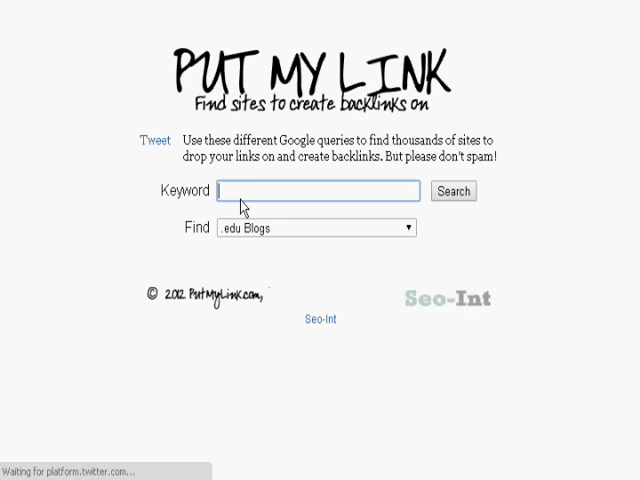 PUT MY LINK
Find sites to create backlinks on
Tweet Use these different Google queries to find thousands of sites to
drop your links on and create backlinks. But please don't spam!
Keyword Search
Find .edu Blogs
© 2012 PutMyLink.com,
Seo-Int
Seo-Int
Waiting for platform.twitter.com...